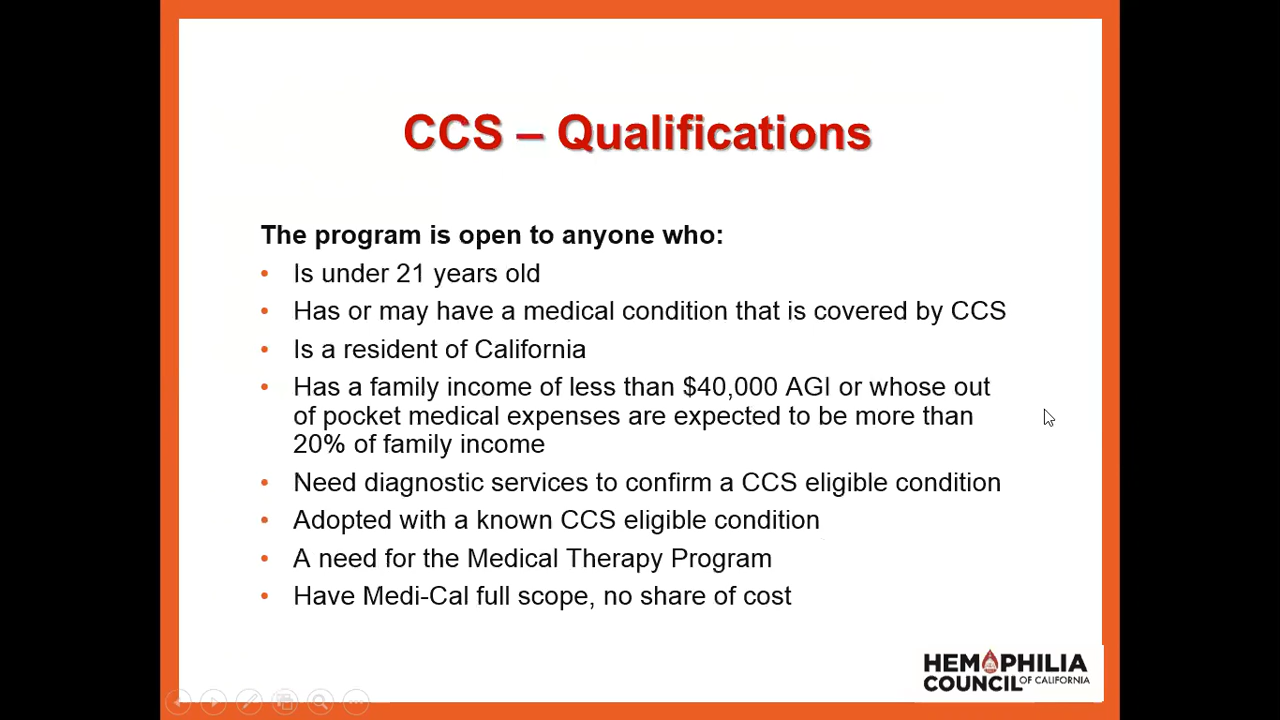 CCS – Qualifications
The program is open to anyone who:
• Is under 21 years old
• Has or may have a medical condition that is covered by CCS
• Is a resident of California
• Has a family income of less than $40,000 AGI or whose out
of pocket medical expenses are expected to be more than
20% of family income
• Need diagnostic services to confirm a CCS eligible condition
• Adopted with a known CCS eligible condition
• A need for the Medical Therapy Program
• Have Medi-Cal full scope, no share of cost
HEMOPHILIA
COUNCIL OF CALIFORNIA